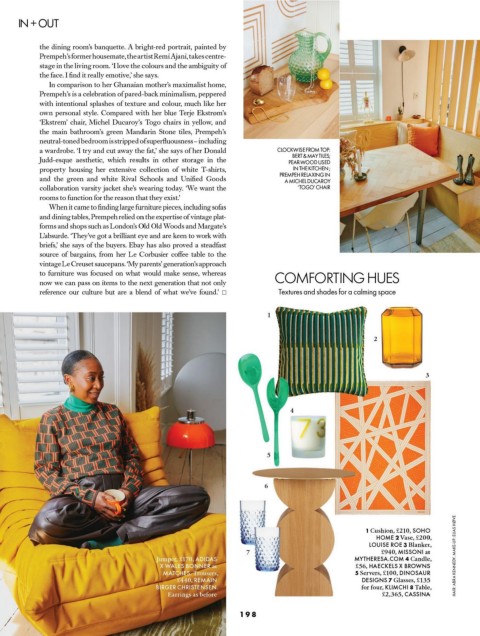 IN + OUT
the dining room's banquette. A bright-red portrait, painted by
Prempeh's former housemate, the artist Remi Ajani, takes centre-
stage in the living room. 'I love the colours and the ambiguity of
the face. I find it really emotive,' she says.
In comparison to her Ghanaian mother's maximalist home,
Prempeh's is a celebration of pared-back minimalism, peppered
with intentional splashes of texture and colour, much like her
own personal style. Compared with her blue Terje Ekstrøm's
'Ekstrem' chair, Michel Ducaroy's Togo chairs in yellow, and
the main bathroom's green Mandarin Stone tiles, Prempeh's
neutral-toned bedroom is stripped of superfluousness – including
a wardrobe. 'I try and cut away the fat,' she says of her Donald
Judd-esque aesthetic, which results in other storage in the
property housing her extensive collection of white T-shirts,
and the green and white Rival Schools and Unified Goods
collaboration varsity jacket she's wearing today. 'We want the
rooms to function for the reason that they exist.'
When it came to finding large furniture pieces, including sofas
and dining tables, Prempeh relied on the expertise of vintage plat-
forms and shops such as London's Old Old Woods and Margate's
L'absurde. 'They've got a brilliant eye and are keen to work with
briefs,' she says of the buyers. Ebay has also proved a steadfast
source of bargains, from her Le Corbusier coffee table to the
vintage Le Creuset saucepans. 'My parents' generation's approach
to furniture was focused on what would make sense, whereas
now we can pass on items to the next generation that not only
reference our culture but are a blend of what we've found.' □
CLOCKWISE FROM TOP:
BERT & MAY TILES;
PEAR WOOD USED
IN THE KITCHEN;
PREMPEH RELAXING IN
A MICHEL DUCAROY
'TOGO' CHAIR
COMFORTING HUES
Textures and shades for a calming space
1
2
3
4
7 3
5
6
7
1 Cushion, £210, SOHO
HOME 2 Vase, £200,
LOUISE ROE 3 Blanket,
£940, MISSONI at
MYTHERESA.COM 4 Candle,
£56, HAECKELS X BROWNS
5 Servers, £100, DINOSAUR
DESIGNS 7 Glasses, £135
for four, KLIMCHI 8 Table,
£2,365, CASSINA
Jumper, £170, ADIDAS
X WALES BONNER at
MATCHES. Trousers,
£440, REMAIN
BIRGER CHRISTENSEN.
Earrings as before
198